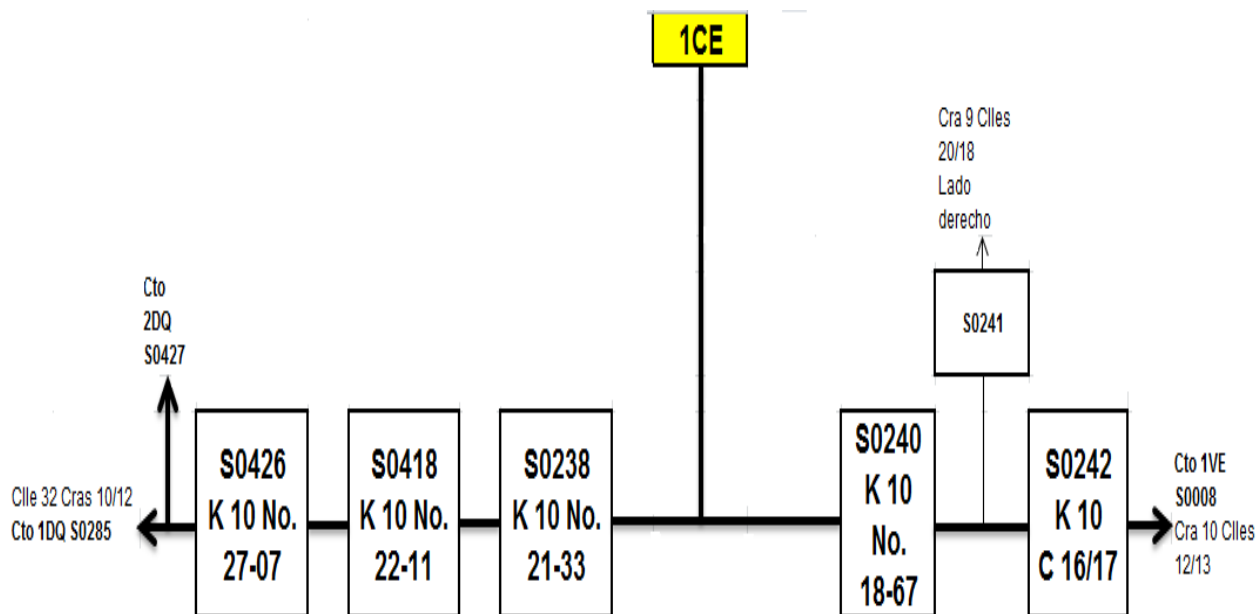 1CE
Cra 9 Clles
20/18
Lado
derecho
S0241
Cto
2DQ
S0427
Clle 32 Cras 10/12
Cto 1DQ S0285
S0426
K 10 No.
27-07
S0418
K 10 No.
22-11
S0238
K 10 No.
21-33
S0240
K 10
No.
18-67
S0242
K 10
C 16/17
Cto 1VE
S0008
Cra 10 Clles
12/13